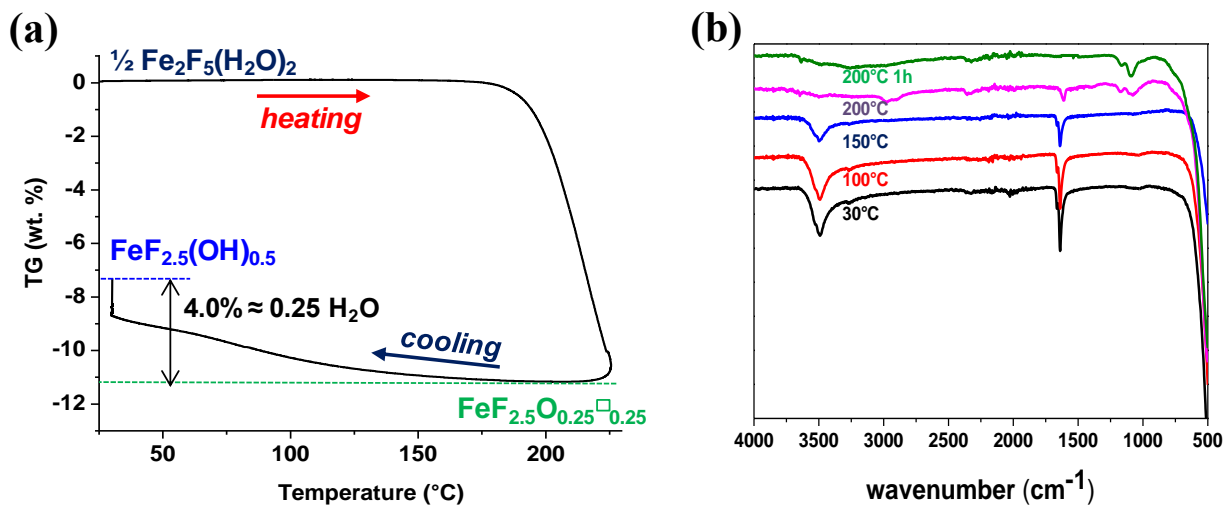 (a)
½ Fe2F5(H2O)2
heating
FeF2.5(OH)0.5
4.0% ≈ 0.25 H2O
cooling
FeF2.5O0.25□0.25
TG (wt. %)
0
-2
-4
-6
-8
-10
-12
50
100
150
200
Temperature (°C)
(b)
200°C 1h
200°C
150°C
100°C
30°C
4000
3500
3000
2500
2000
1500
1000
500
wavenumber (cm-1)